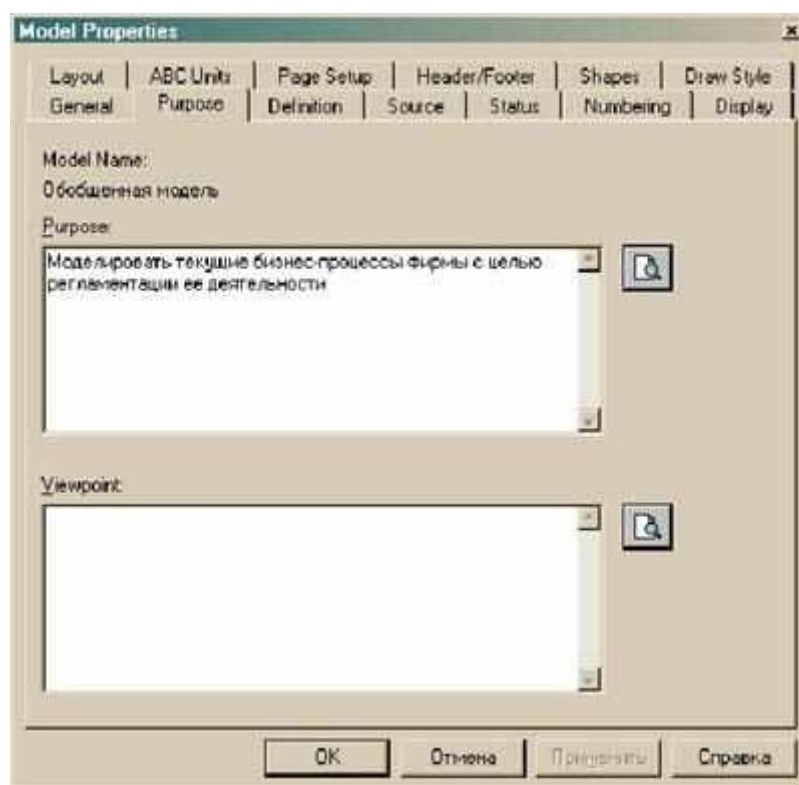 Model Properties
Layout ABC Units Page Setup Header/Footer Shapes Draw Style
General Purpose Definition Source Status Numbering Display
Model Name:
Обобщенная модель
Purpose:
Моделировать текущие бизнес-процессы фирмы с целью
регламентации ее деятельности
Viewpoint:
OK Отмена Применить Справка